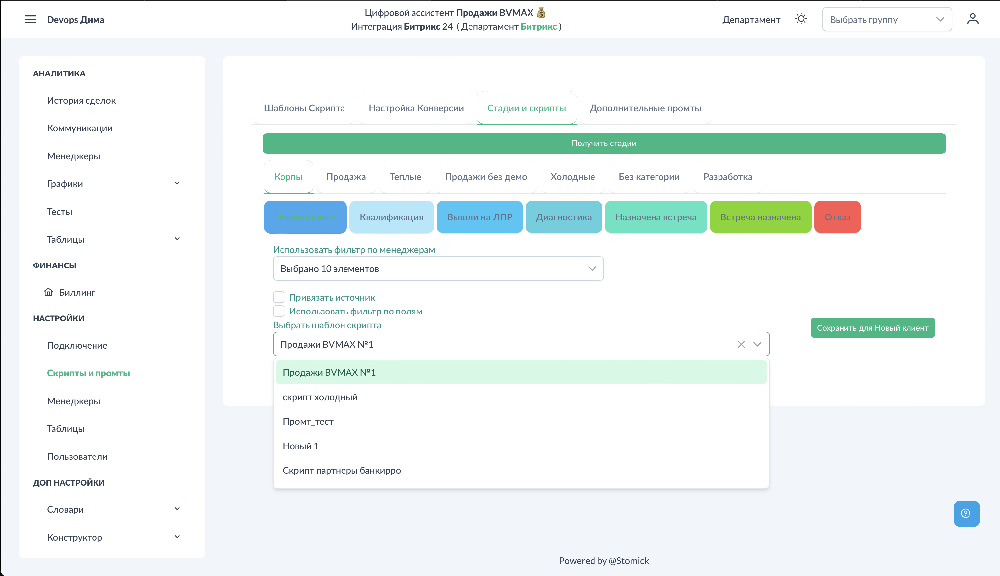 Devops Дима
Цифровой ассистент Продажи BVMAX 💰
Интеграция Битрикс 24 ( Департамент Битрикс )
Департамент
Выбрать группу
АНАЛИТИКА
История сделок
Коммуникации
Менеджеры
Графики
Тесты
Таблицы
ФИНАНСЫ
Биллинг
НАСТРОЙКИ
Подключение
Скрипты и промты
Менеджеры
Таблицы
Пользователи
ДОП НАСТРОЙКИ
Словари
Конструктор
Шаблоны Скрипта
Настройка Конверсии
Стадии и скрипты
Дополнительные промты
Получить стадии
Корпы
Продажа
Теплые
Продажи без демо
Холодные
Без категории
Разработка
Новый клиент
Квалификация
Вышли на ЛПР
Диагностика
Назначена встреча
Встреча назначена
Отказ
Использовать фильтр по менеджерам
Выбрано 10 элементов
Привязать источник
Использовать фильтр по полям
Выбрать шаблон скрипта
Продажи BVMAX №1
Сохранить для Новый клиент
Продажи BVMAX №1
скрипт холодный
Промт_тест
Новый 1
Скрипт партнеры банкирро
Powered by @Stomick